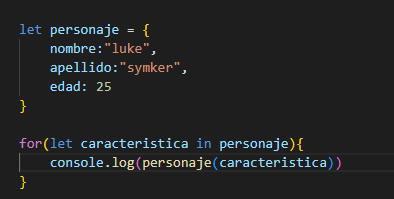 let personaje = {
    nombre:"luke",
    apellido:"symker",
    edad: 25
}
for(let caracteristica in personaje){
    console.log(personaje(caracteristica))
}